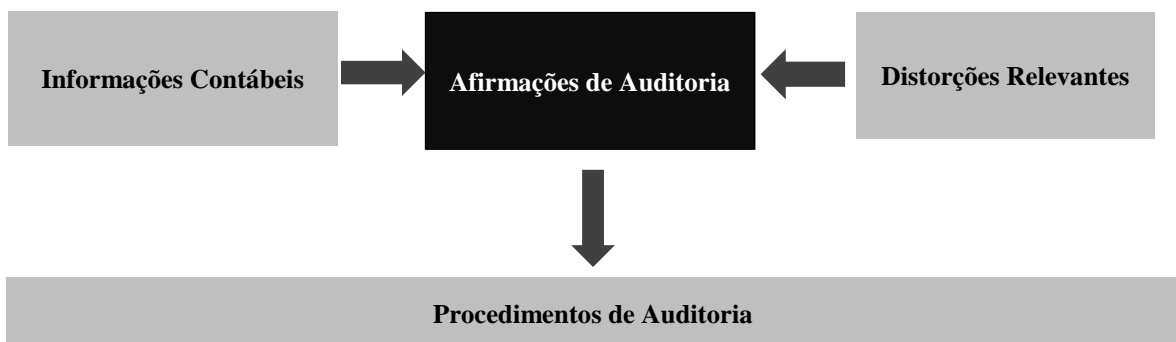 Informações Contábeis
Afirmações de Auditoria
Distorções Relevantes
Procedimentos de Auditoria